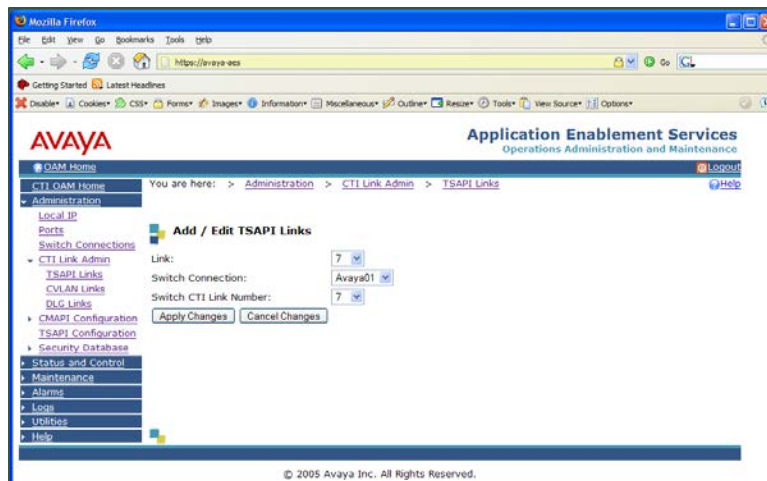 Mozilla Firefox
File Edit View Go Bookmarks Tools Help
https://avaya-aes
Go
Getting Started Latest Headlines
Disable Cookies CSS Forms Images Information Miscellaneous Outline Resize Tools View Source Options
AVAYA
Application Enablement Services
Operations Administration and Maintenance
OAM Home
Logout
CTI OAM Home
You are here: > Administration > CTI Link Admin > TSAPI Links
Help
Administration
Local IP
Ports
Switch Connections
CTI Link Admin
TSAPI Links
CVLAN Links
DLG Links
CMAPI Configuration
TSAPI Configuration
Security Database
Status and Control
Maintenance
Alarms
Logs
Utilities
Help
Add / Edit TSAPI Links
Link: 7
Switch Connection: Avaya01
Switch CTI Link Number: 7
Apply Changes Cancel Changes
© 2005 Avaya Inc. All Rights Reserved.